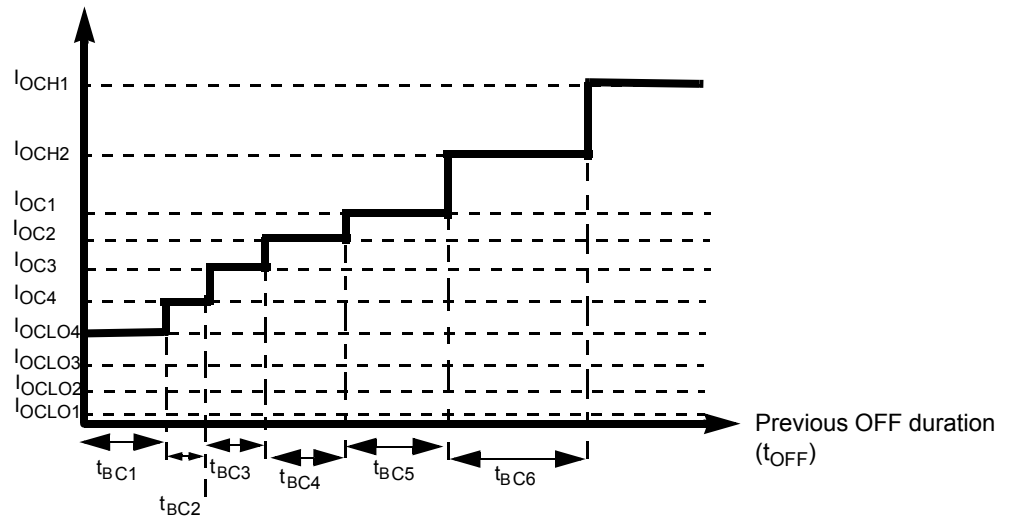 IOCH1
IOCH2
IOC1
IOC2
IOC3
IOC4
IOCLO4
IOCLO3
IOCLO2
IOCLO1
Previous OFF duration
(tOFF)
tBC1
tBC2
tBC3
tBC4
tBC5
tBC6